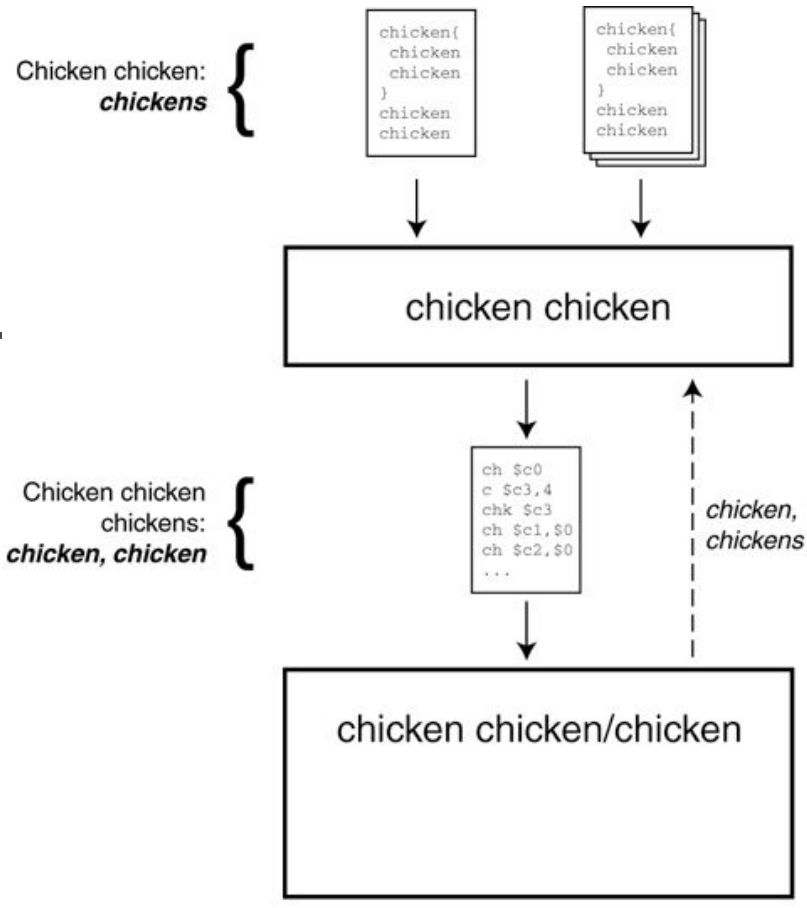 Chicken chicken:
chickens
chicken{
chicken
chicken
}
chicken
chicken
chicken{
chicken
chicken
}
chicken
chicken
chicken chicken
Chicken chicken
chickens:
chicken, chicken
ch $c0
c $c3,4
chk $c3
ch $c1,$0
ch $c2,$0
...
chicken,
chickens
chicken chicken/chicken